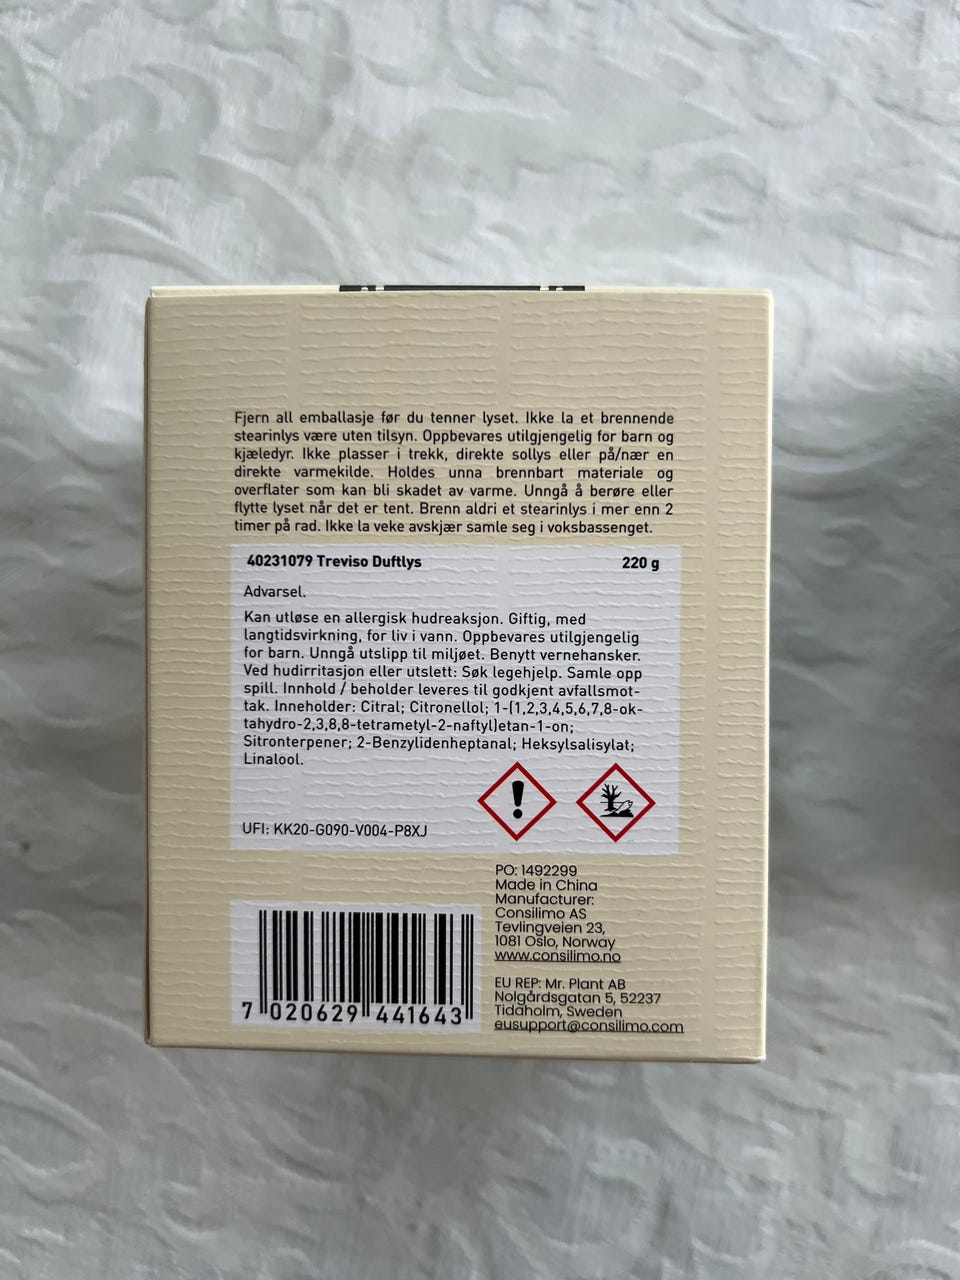 Fjern all emballasje før du tenner lyset. Ikke la et brennende
stearinlys være uten tilsyn. Oppbevares utilgjengelig for barn og
kjæledyr. Ikke plasser i trekk, direkte sollys eller på/nær en
direkte varmekilde. Holdes unna brennbart materiale og
overflater som kan bli skadet av varme. Unngå å berøre eller
flytte lyset når det er tent. Brenn aldri et stearinlys i mer enn 2
timer på rad. Ikke la veke avskjær samle seg i voksbassenget.
40231079 Treviso Duftlys 220 g
Advarsel.
Kan utløse en allergisk hudreaksjon. Giftig, med
langtidsvirkning, for liv i vann. Oppbevares utilgjengelig
for barn. Unngå utslipp til miljøet. Benytt vernehansker.
Ved hudirritasjon eller utslett: Søk legehjelp. Samle opp
spill. Innhold / beholder leveres til godkjent avfallsmot-
tak. Inneholder: Citral; Citronellol; 1-(1,2,3,4,5,6,7,8-ok-
tahydro-2,3,8,8-tetrametyl-2-naftyl)etan-1-on;
Sitronterpener; 2-Benzylidenheptanal; Heksylsalisylat;
Linalool.
UFI: KK20-G090-V004-P8XJ
PO: 1492299
Made in China
Manufacturer:
Consilimo AS
Tevlingveien 23,
1081 Oslo, Norway
www.consilimo.no
EU REP: Mr. Plant AB
Nolgårdsgatan 5, 52237
Tidaholm, Sweden
eusupport@consilimo.com
7 020629 441643